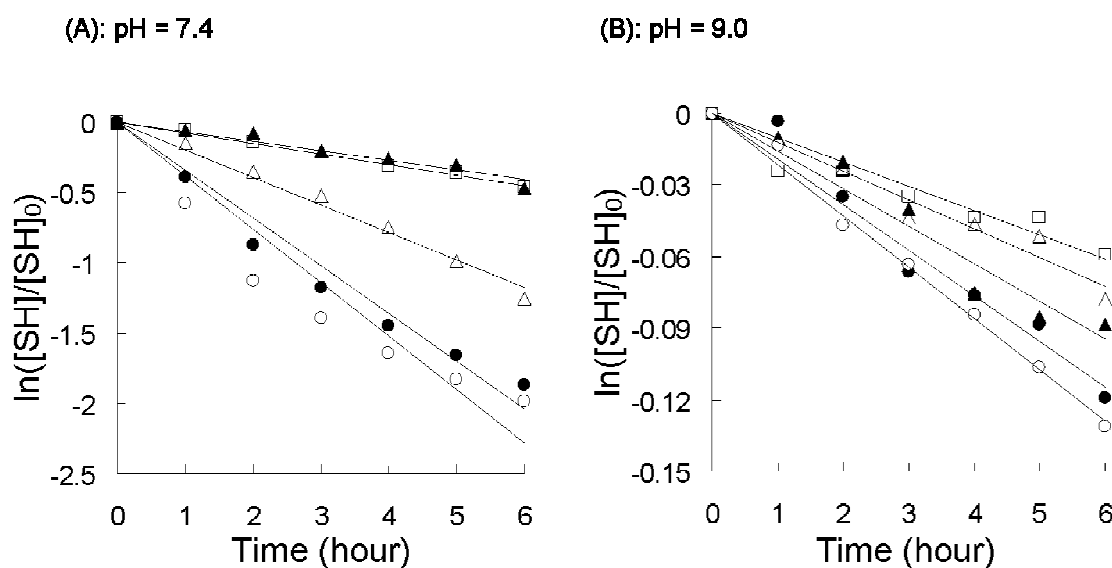 (A): pH = 7.4
ln([SH]/[SH]0)
0
-0.5
-1
-1.5
-2
-2.5
0 1 2 3 4 5 6
Time (hour)
(B): pH = 9.0
ln([SH]/[SH]0)
0
-0.03
-0.06
-0.09
-0.12
-0.15
0 1 2 3 4 5 6
Time (hour)